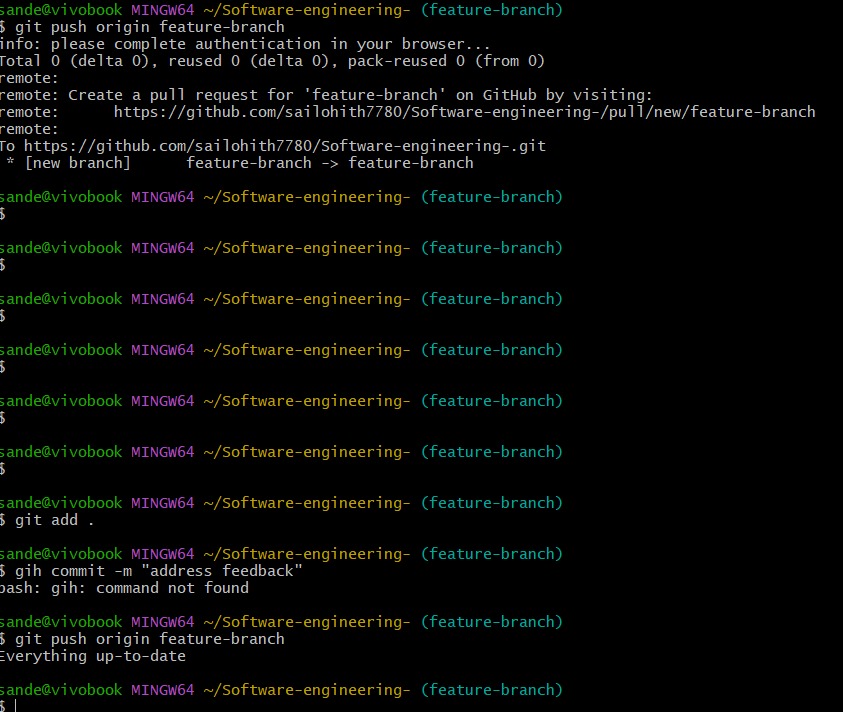 sande@vivobook MINGW64 ~/Software-engineering- (feature-branch)
$ git push origin feature-branch
info: please complete authentication in your browser...
Total 0 (delta 0), reused 0 (delta 0), pack-reused 0 (from 0)
remote:
remote: Create a pull request for 'feature-branch' on GitHub by visiting:
remote:      https://github.com/sailohith7780/Software-engineering-/pull/new/feature-branch
remote:
To https://github.com/sailohith7780/Software-engineering-.git
 * [new branch]      feature-branch -> feature-branch
sande@vivobook MINGW64 ~/Software-engineering- (feature-branch)
$
sande@vivobook MINGW64 ~/Software-engineering- (feature-branch)
$
sande@vivobook MINGW64 ~/Software-engineering- (feature-branch)
$
sande@vivobook MINGW64 ~/Software-engineering- (feature-branch)
$
sande@vivobook MINGW64 ~/Software-engineering- (feature-branch)
$
sande@vivobook MINGW64 ~/Software-engineering- (feature-branch)
$
sande@vivobook MINGW64 ~/Software-engineering- (feature-branch)
$ git add .
sande@vivobook MINGW64 ~/Software-engineering- (feature-branch)
$ gih commit -m "address feedback"
bash: gih: command not found
sande@vivobook MINGW64 ~/Software-engineering- (feature-branch)
$ git push origin feature-branch
Everything up-to-date
sande@vivobook MINGW64 ~/Software-engineering- (feature-branch)
$